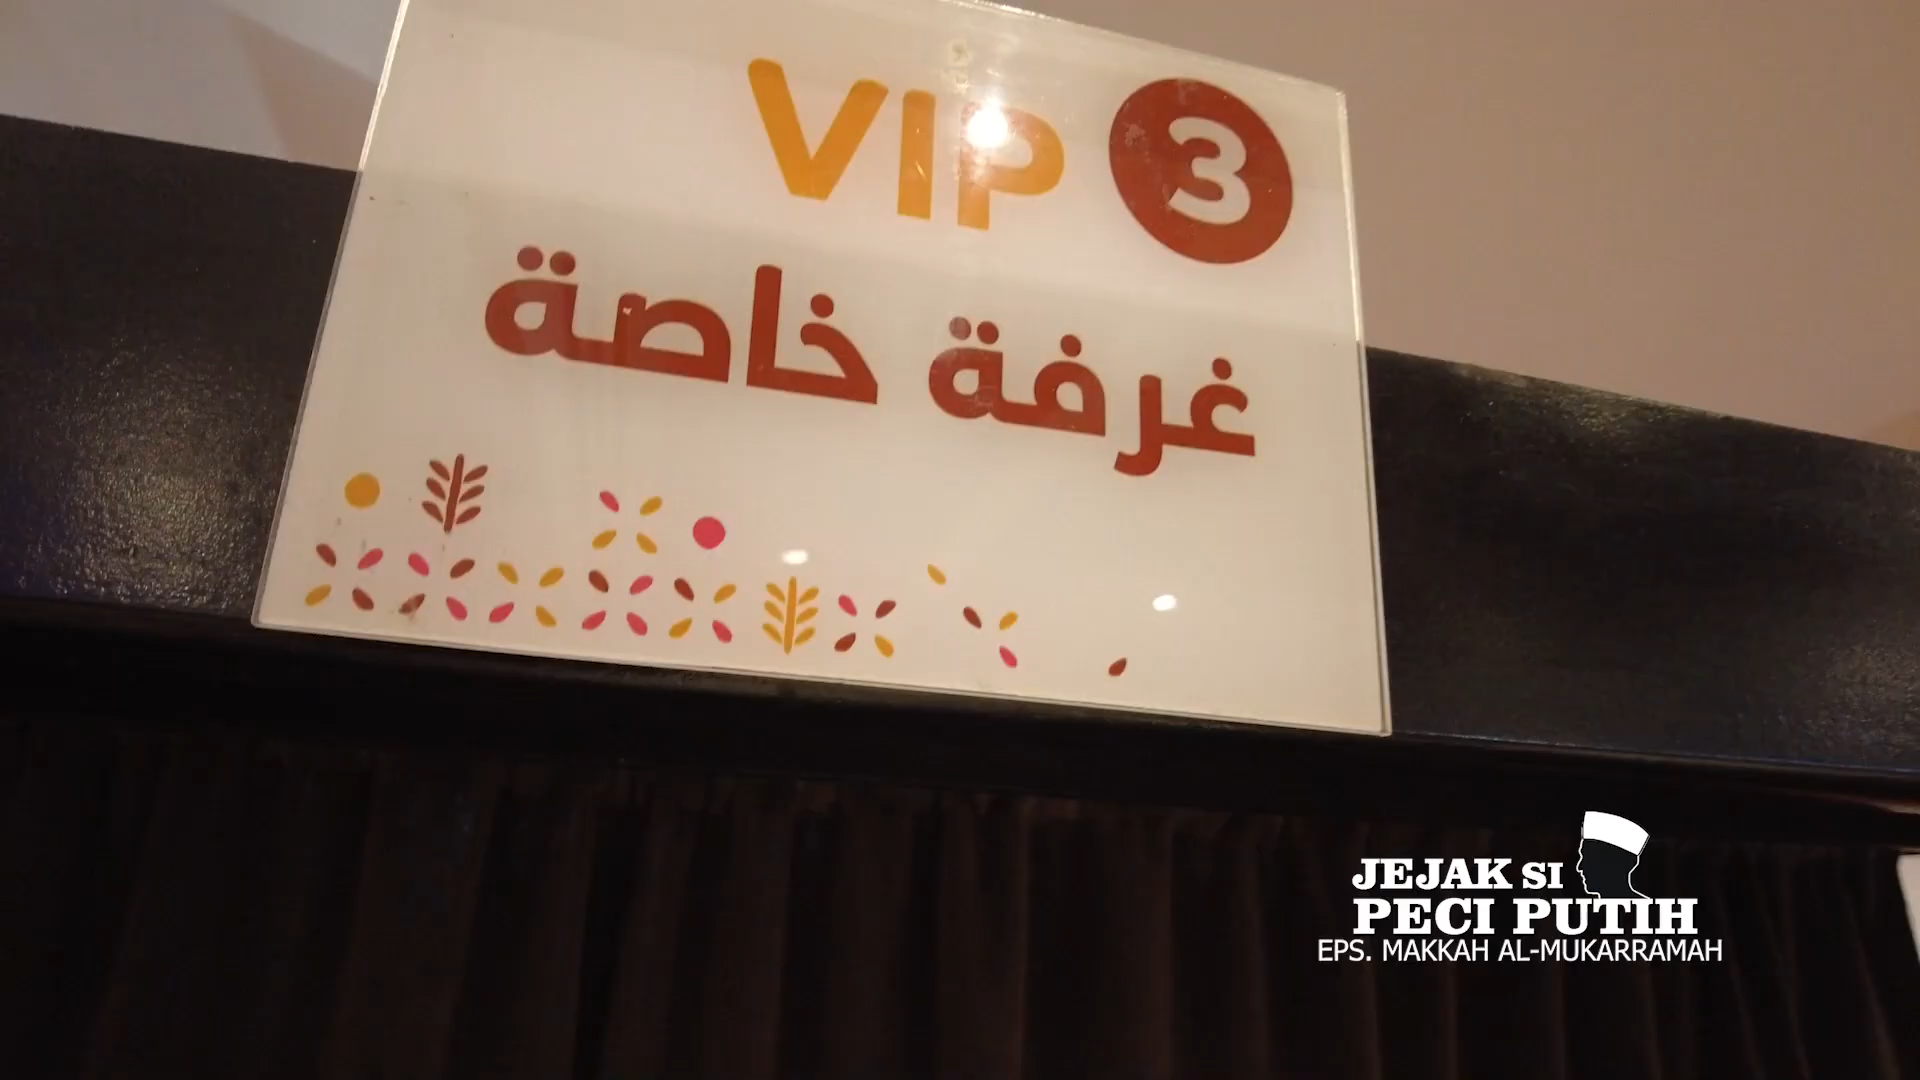 VIP 3
غرفة خاصة
JEJAK SI
PECI PUTIH
EPS. MAKKAH AL-MUKARRAMAH